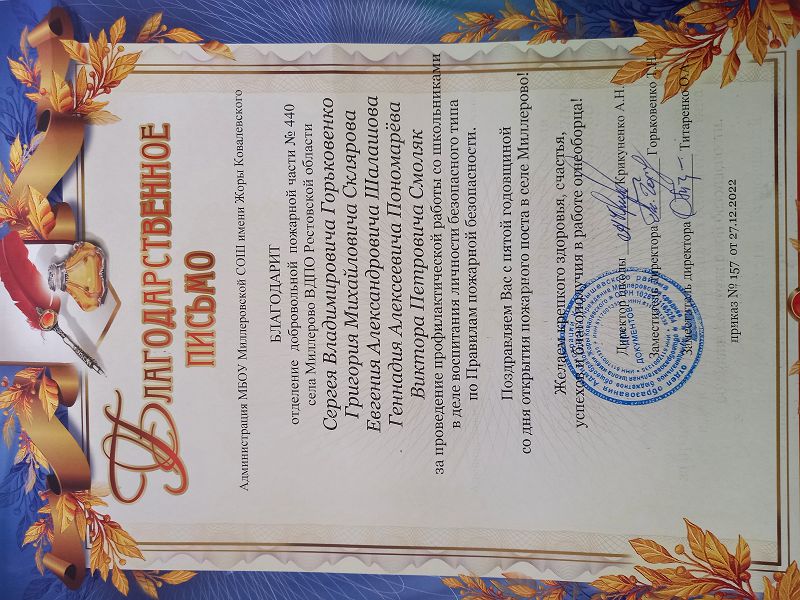 Благодарственное
письмо
Администрация МБОУ Миллеровской СОШ имени Жоры Ковалевского
БЛАГОДАРИТ
отделение добровольной пожарной части № 440
села Миллерово ВДПО Ростовской области
Сергея Владимировича Горьковенко
Григория Михайловича Склярова
Евгения Александровича Шалашова
Геннадия Алексеевича Пономарёва
Виктора Петровича Смоляк
за проведение профилактической работы со школьниками
в деле воспитания личности безопасного типа
по Правилам пожарной безопасности.
Поздравляем Вас с пятой годовщиной
со дня открытия пожарного поста в селе Миллерово!
Желаем крепкого здоровья, счастья,
успехов и благополучия в работе огнеборца!
Директор школы Крикуненко А.Н.
Заместитель директора Горьковенко Т.Н.
Заместитель директора Титаренко О.
приказ № 157 от 27.12.2022
ДОКУМЕНТОВ